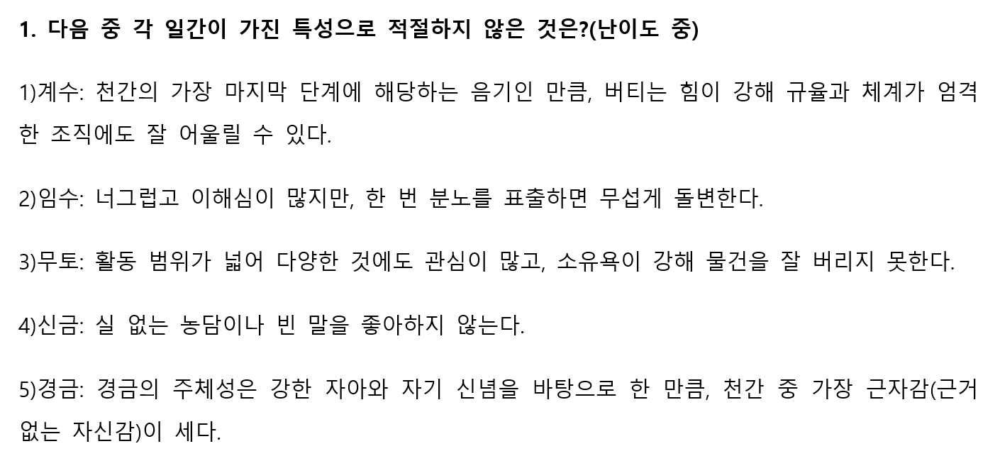 1. 다음 중 각 일간이 가진 특성으로 적절하지 않은 것은?(난이도 중)
1)계수: 천간의 가장 마지막 단계에 해당하는 음기인 만큼, 버티는 힘이 강해 규율과 체계가 엄격
한 조직에도 잘 어울릴 수 있다.
2)임수: 너그럽고 이해심이 많지만, 한 번 분노를 표출하면 무섭게 돌변한다.
3)무토: 활동 범위가 넓어 다양한 것에도 관심이 많고, 소유욕이 강해 물건을 잘 버리지 못한다.
4)신금: 실 없는 농담이나 빈 말을 좋아하지 않는다.
5)경금: 경금의 주체성은 강한 자아와 자기 신념을 바탕으로 한 만큼, 천간 중 가장 근자감(근거
없는 자신감)이 세다.